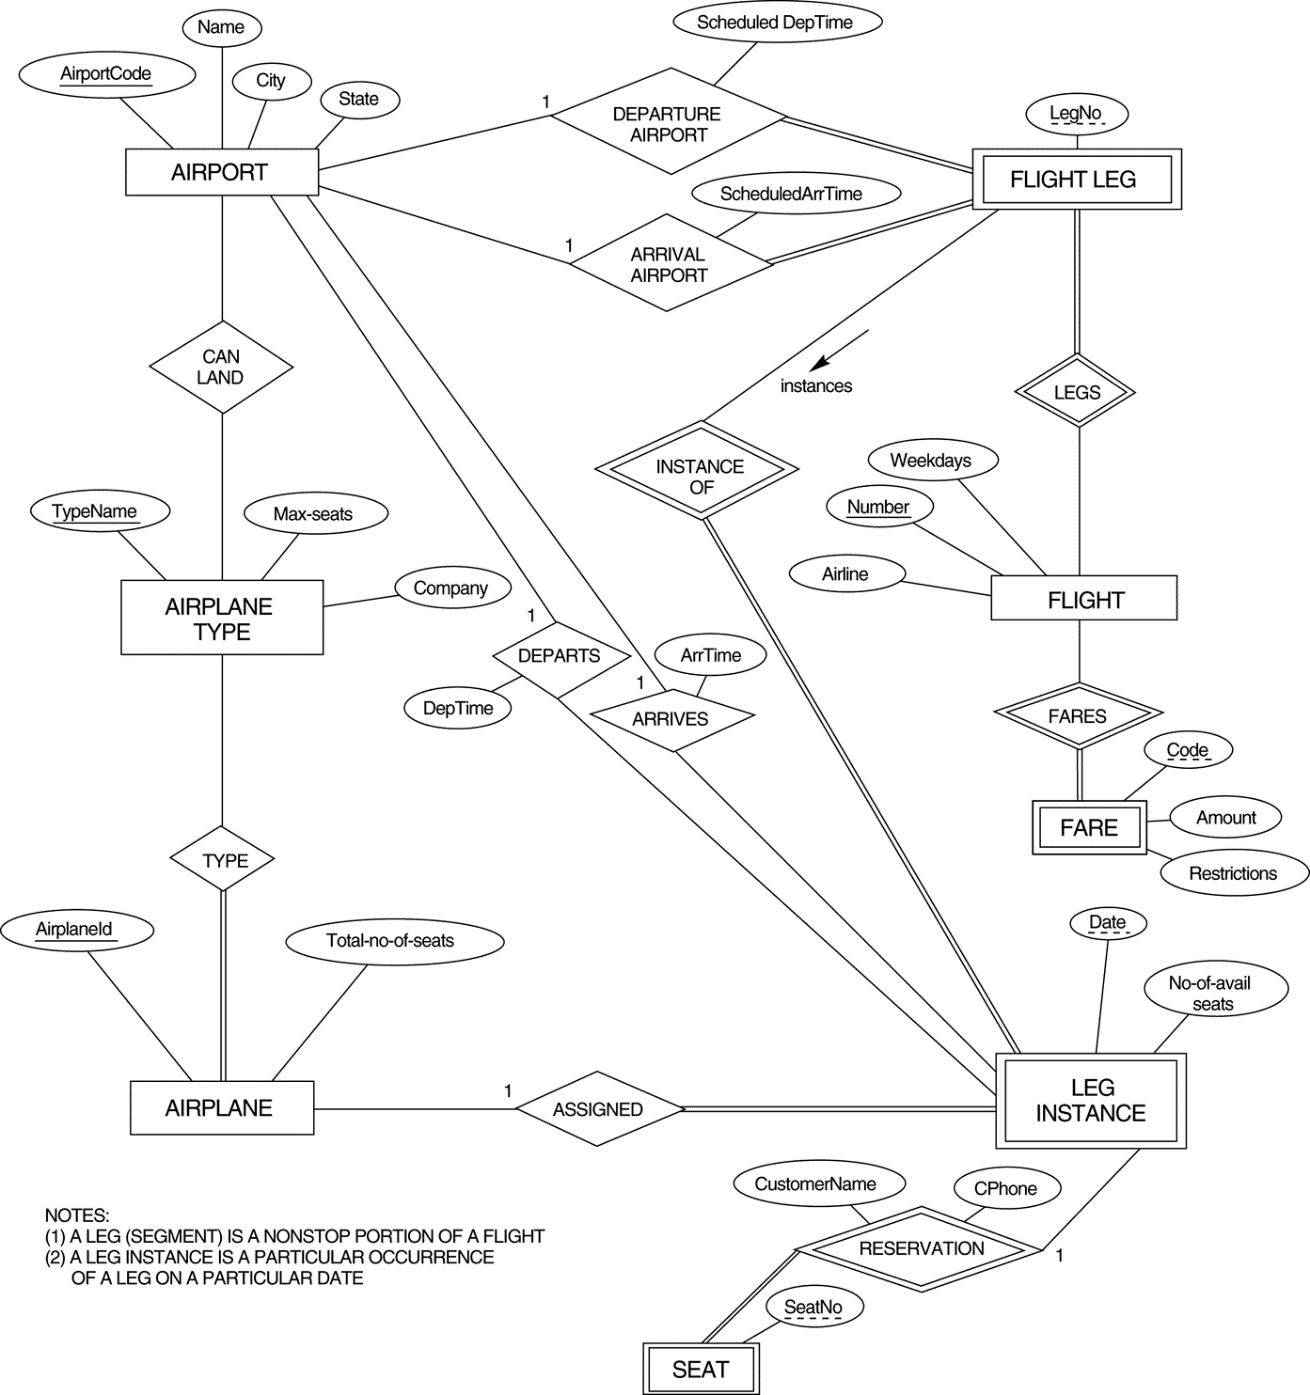 Name
Scheduled DepTime
AirportCode
City
State
1
DEPARTURE
AIRPORT
LegNo
AIRPORT
FLIGHT LEG
ScheduledArrTime
1
ARRIVAL
AIRPORT
CAN
LAND
instances
LEGS
INSTANCE
OF
Weekdays
Number
TypeName
Max-seats
Airline
Company
AIRPLANE
TYPE
FLIGHT
1
DEPARTS
ArrTime
1
DepTime
ARRIVES
FARES
Code
Amount
FARE
TYPE
Restrictions
AirplaneId
Total-no-of-seats
Date
No-of-avail
seats
LEG
INSTANCE
AIRPLANE
1
ASSIGNED
CustomerName
CPhone
RESERVATION
1
NOTES:
(1) A LEG (SEGMENT) IS A NONSTOP PORTION OF A FLIGHT
(2) A LEG INSTANCE IS A PARTICULAR OCCURRENCE
OF A LEG ON A PARTICULAR DATE
SeatNo
SEAT